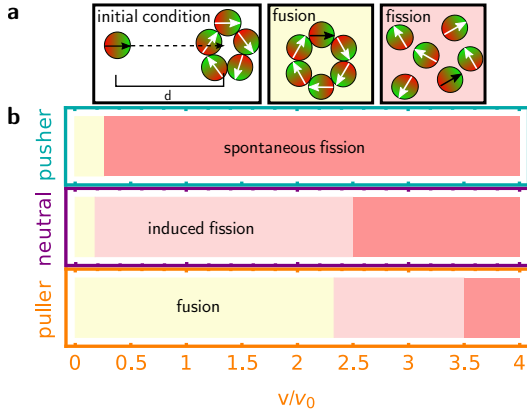 a
initial condition
fusion
fission
d
b
pusher
spontaneous fission
neutral
induced fission
puller
fusion
0 0.5 1 1.5 2 2.5 3 3.5 4
v/v₀